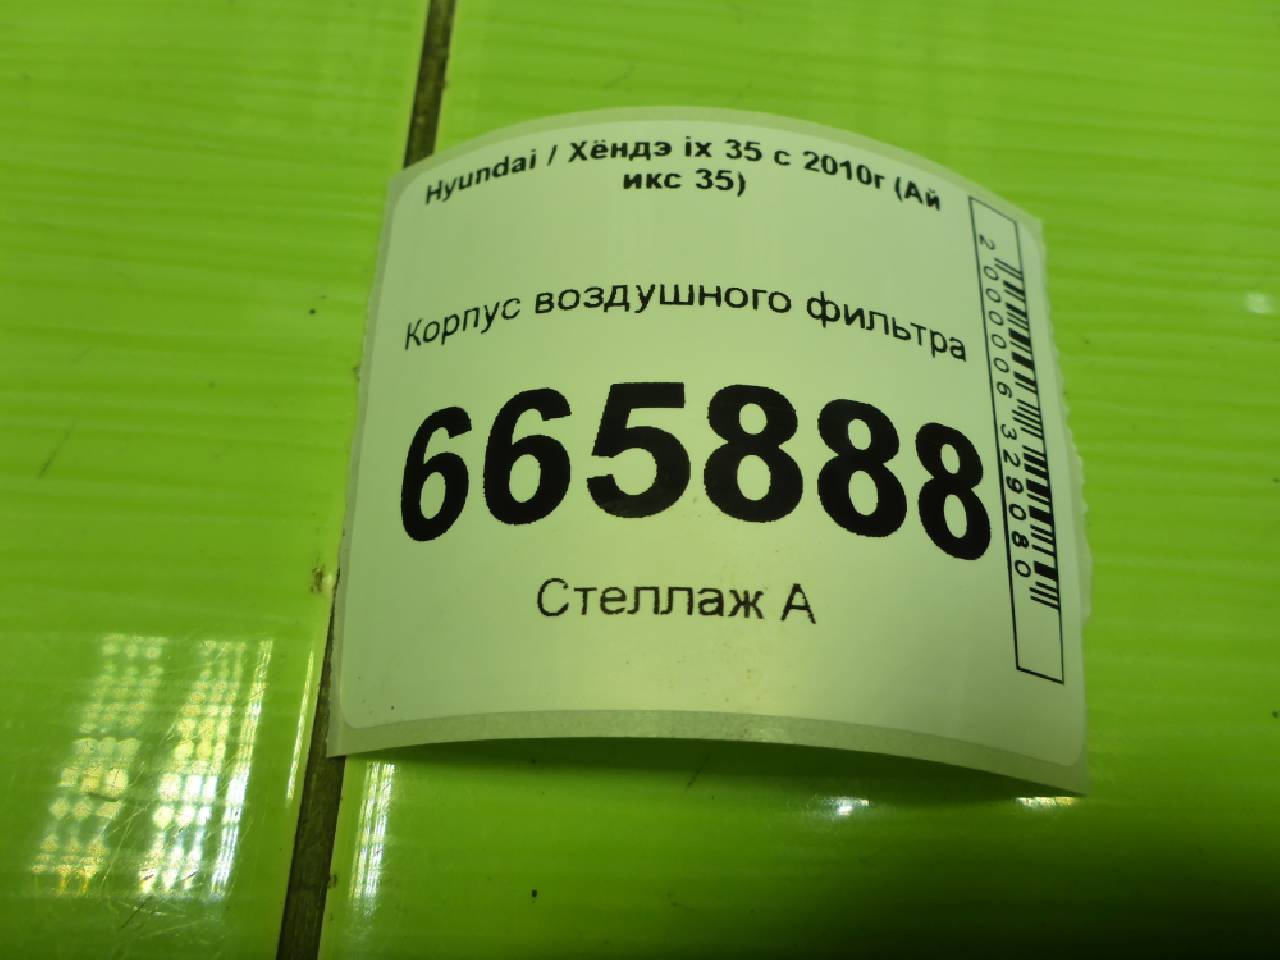 Hyundai / Хёндэ ix 35 с 2010г (Ай
икс 35)
Корпус воздушного фильтра
665888
Стеллаж А
2000006329080